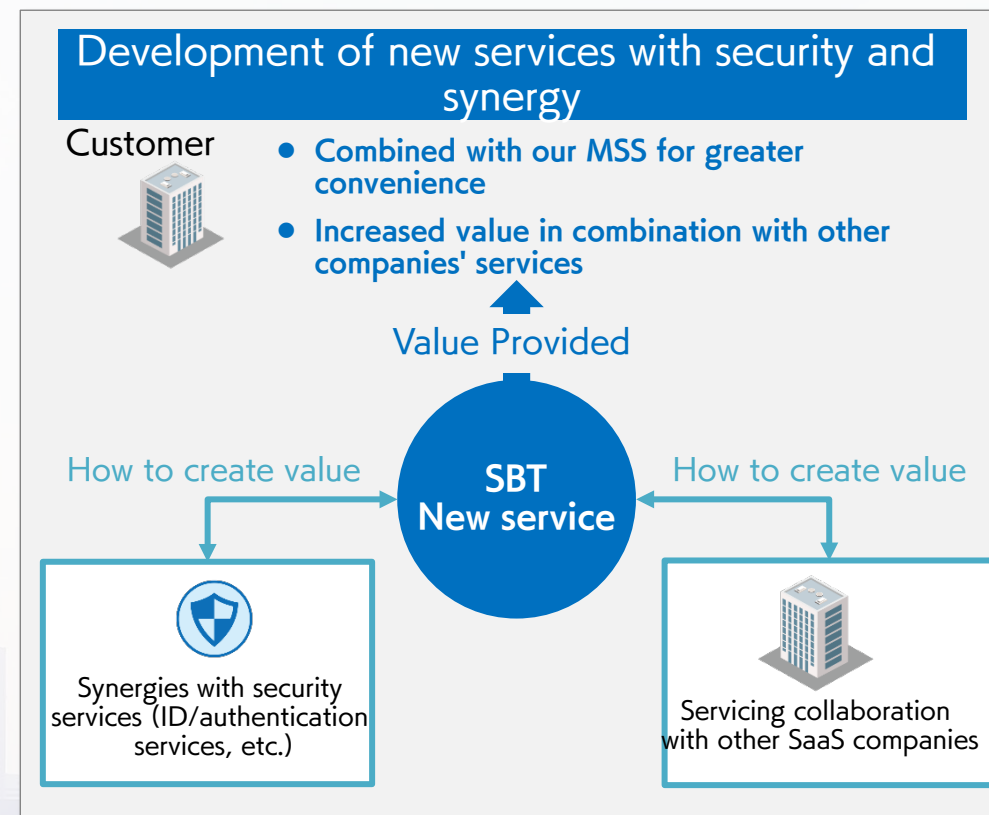 Development of new services with security and
synergy
Customer
● Combined with our MSS for greater
convenience
● Increased value in combination with other
companies' services
Value Provided
How to create value
SBT
New service
How to create value
Synergies with security
services (ID/authentication
services, etc.)
Servicing collaboration
with other SaaS companies